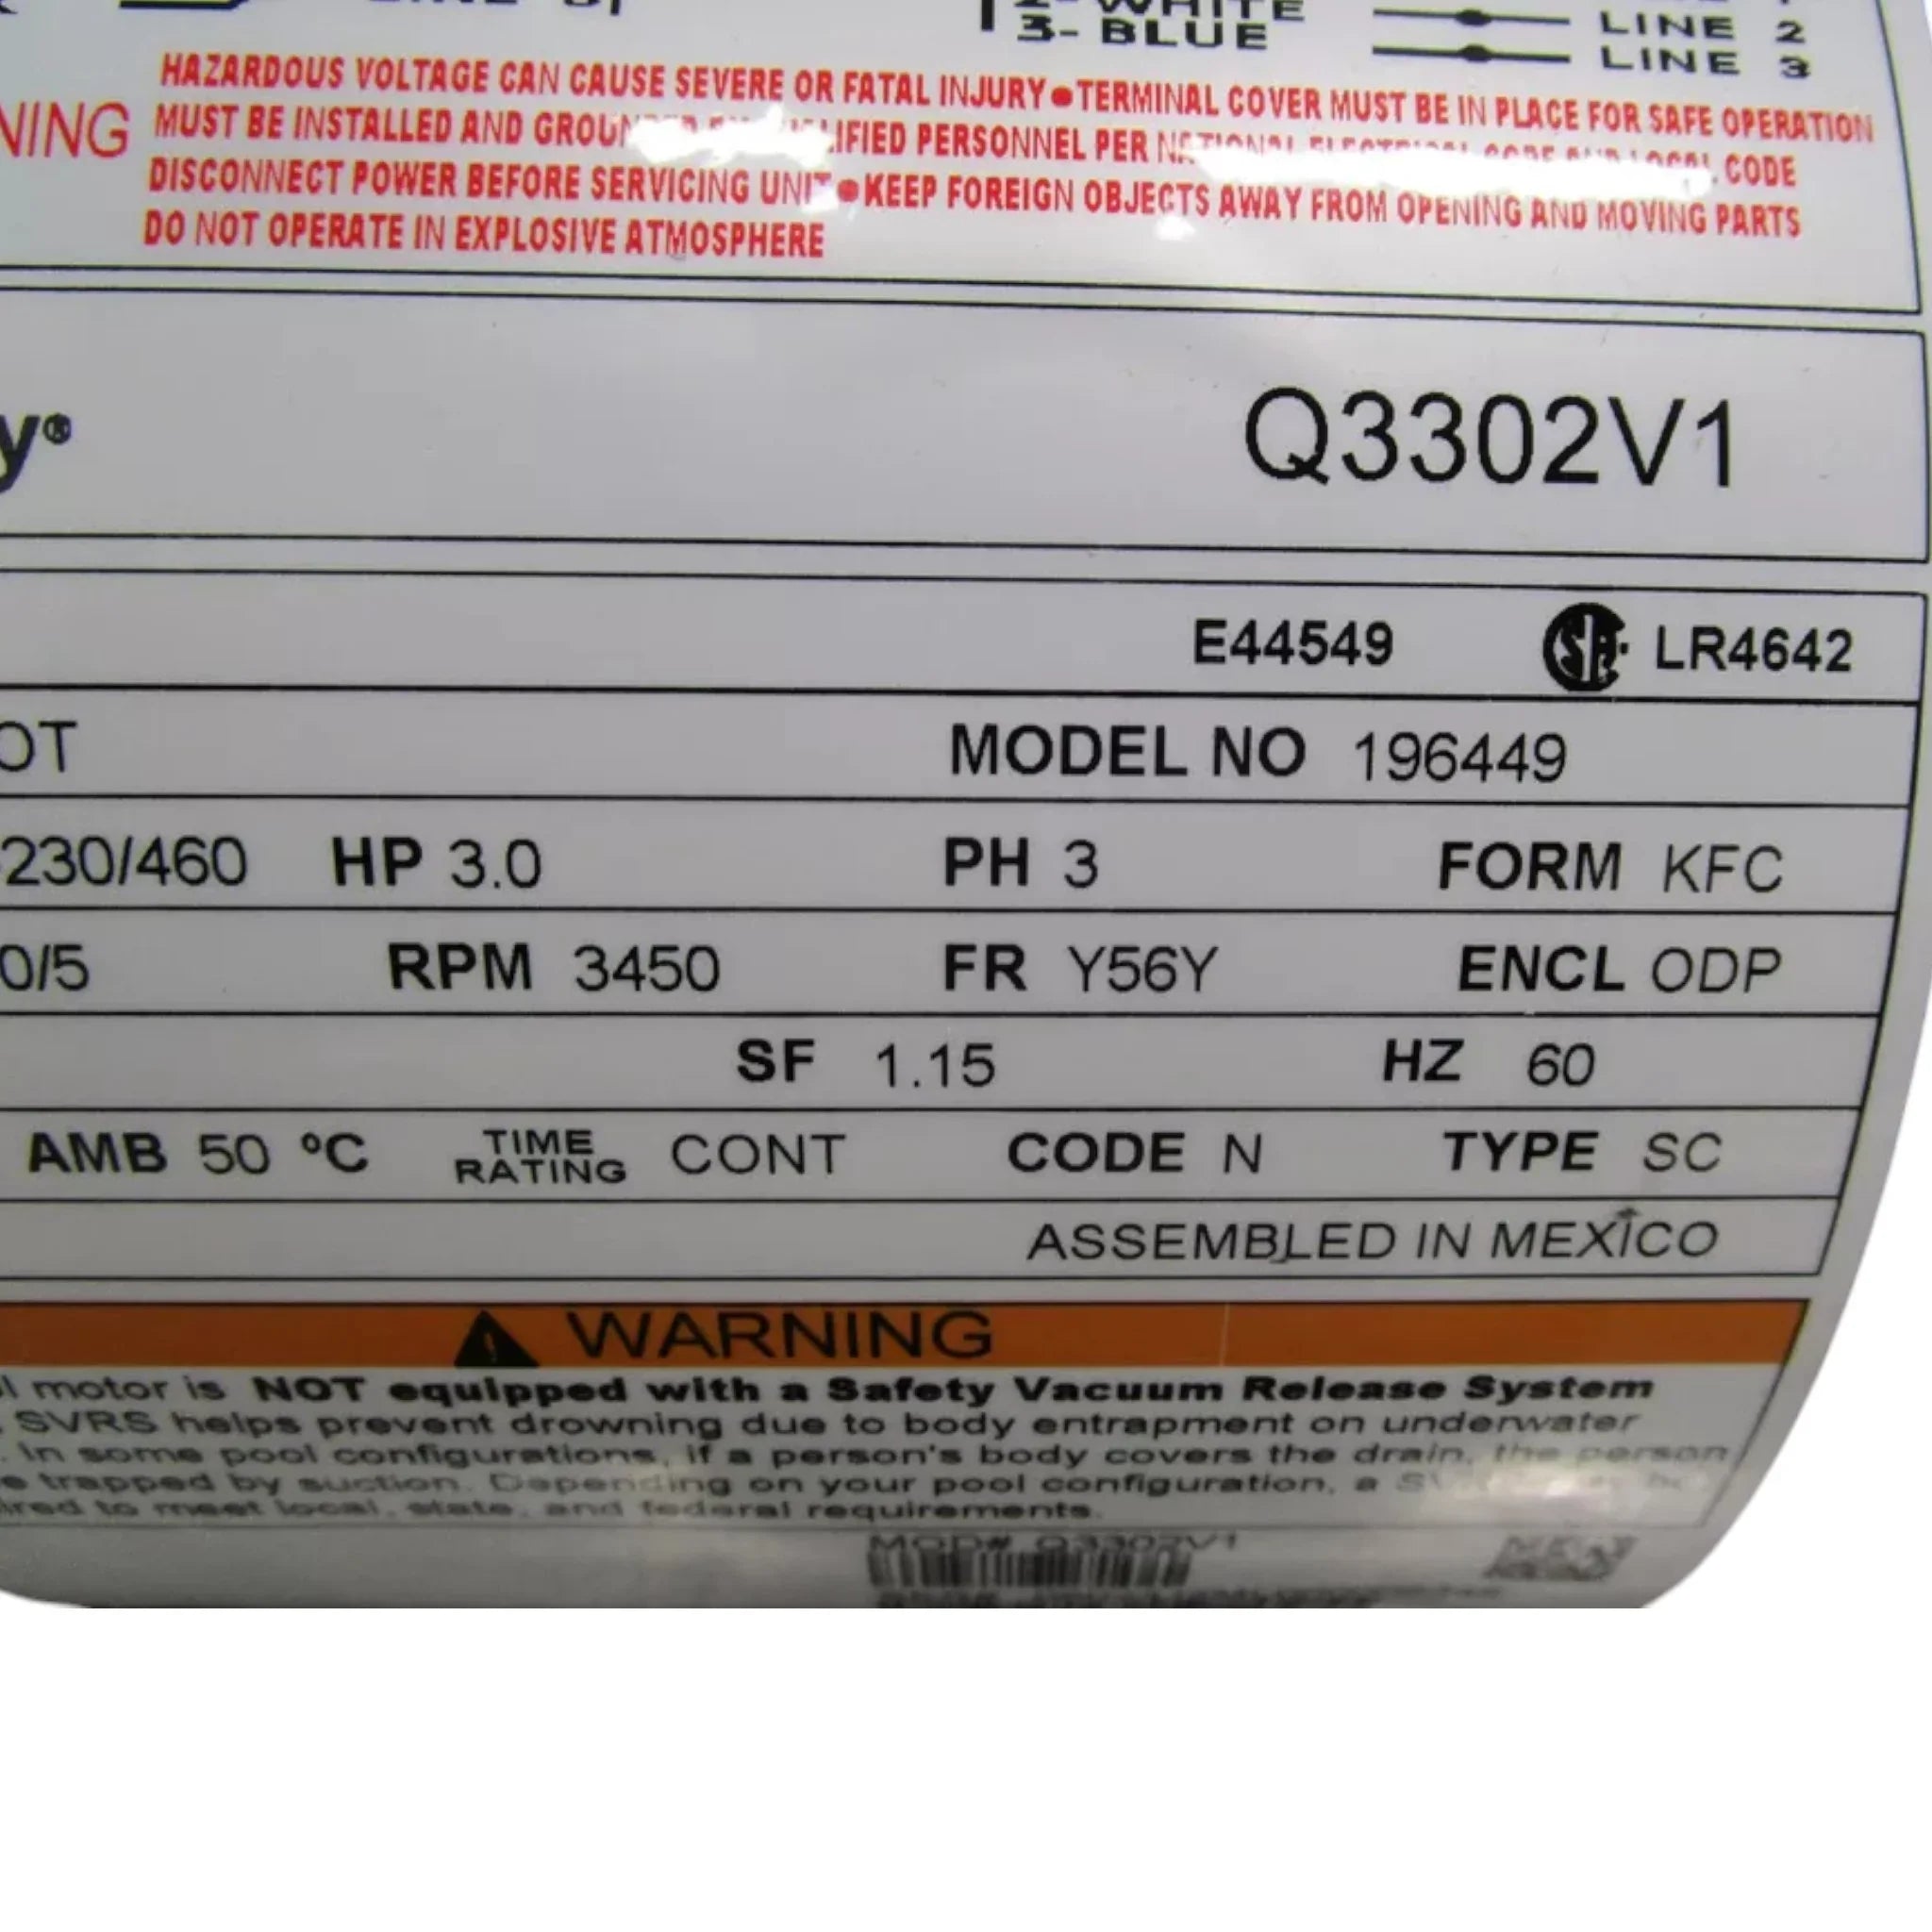 3- BLUE
LINE 2
LINE 3
HAZARDOUS VOLTAGE CAN CAUSE SEVERE OR FATAL INJURY●TERMINAL COVER MUST BE IN PLACE FOR SAFE OPERATION
NING MUST BE INSTALLED AND PERSONNEL PER CODE
DISCONNECT POWER BEFORE SERVICING UNIT●KEEP FOREIGN OBJECTS AWAY FROM OPENING AND MOVING PARTS
DO NOT OPERATE IN EXPLOSIVE ATMOSPHERE
y® Q3302V1
E44549 LR4642
OT MODEL NO 196449
230/460 HP 3.0 PH 3 FORM KFC
0/5 RPM 3450 FR Y56Y ENCL ODP
SF 1.15 HZ 60
AMB 50 ºC TIME RATING CONT CODE N TYPE SC
ASSEMBLED IN MEXICO
WARNING
l motor is NOT equipped with a Safety Vacuum Release System
SVRS helps prevent drowning due to body entrapment on underwater
. In some pool configurations, if a person's body covers the drain, the person
e trapped by suction. Depending on your pool configuration, a
ired to meet local, state, and federal requirements.
MOD# Q3302V1